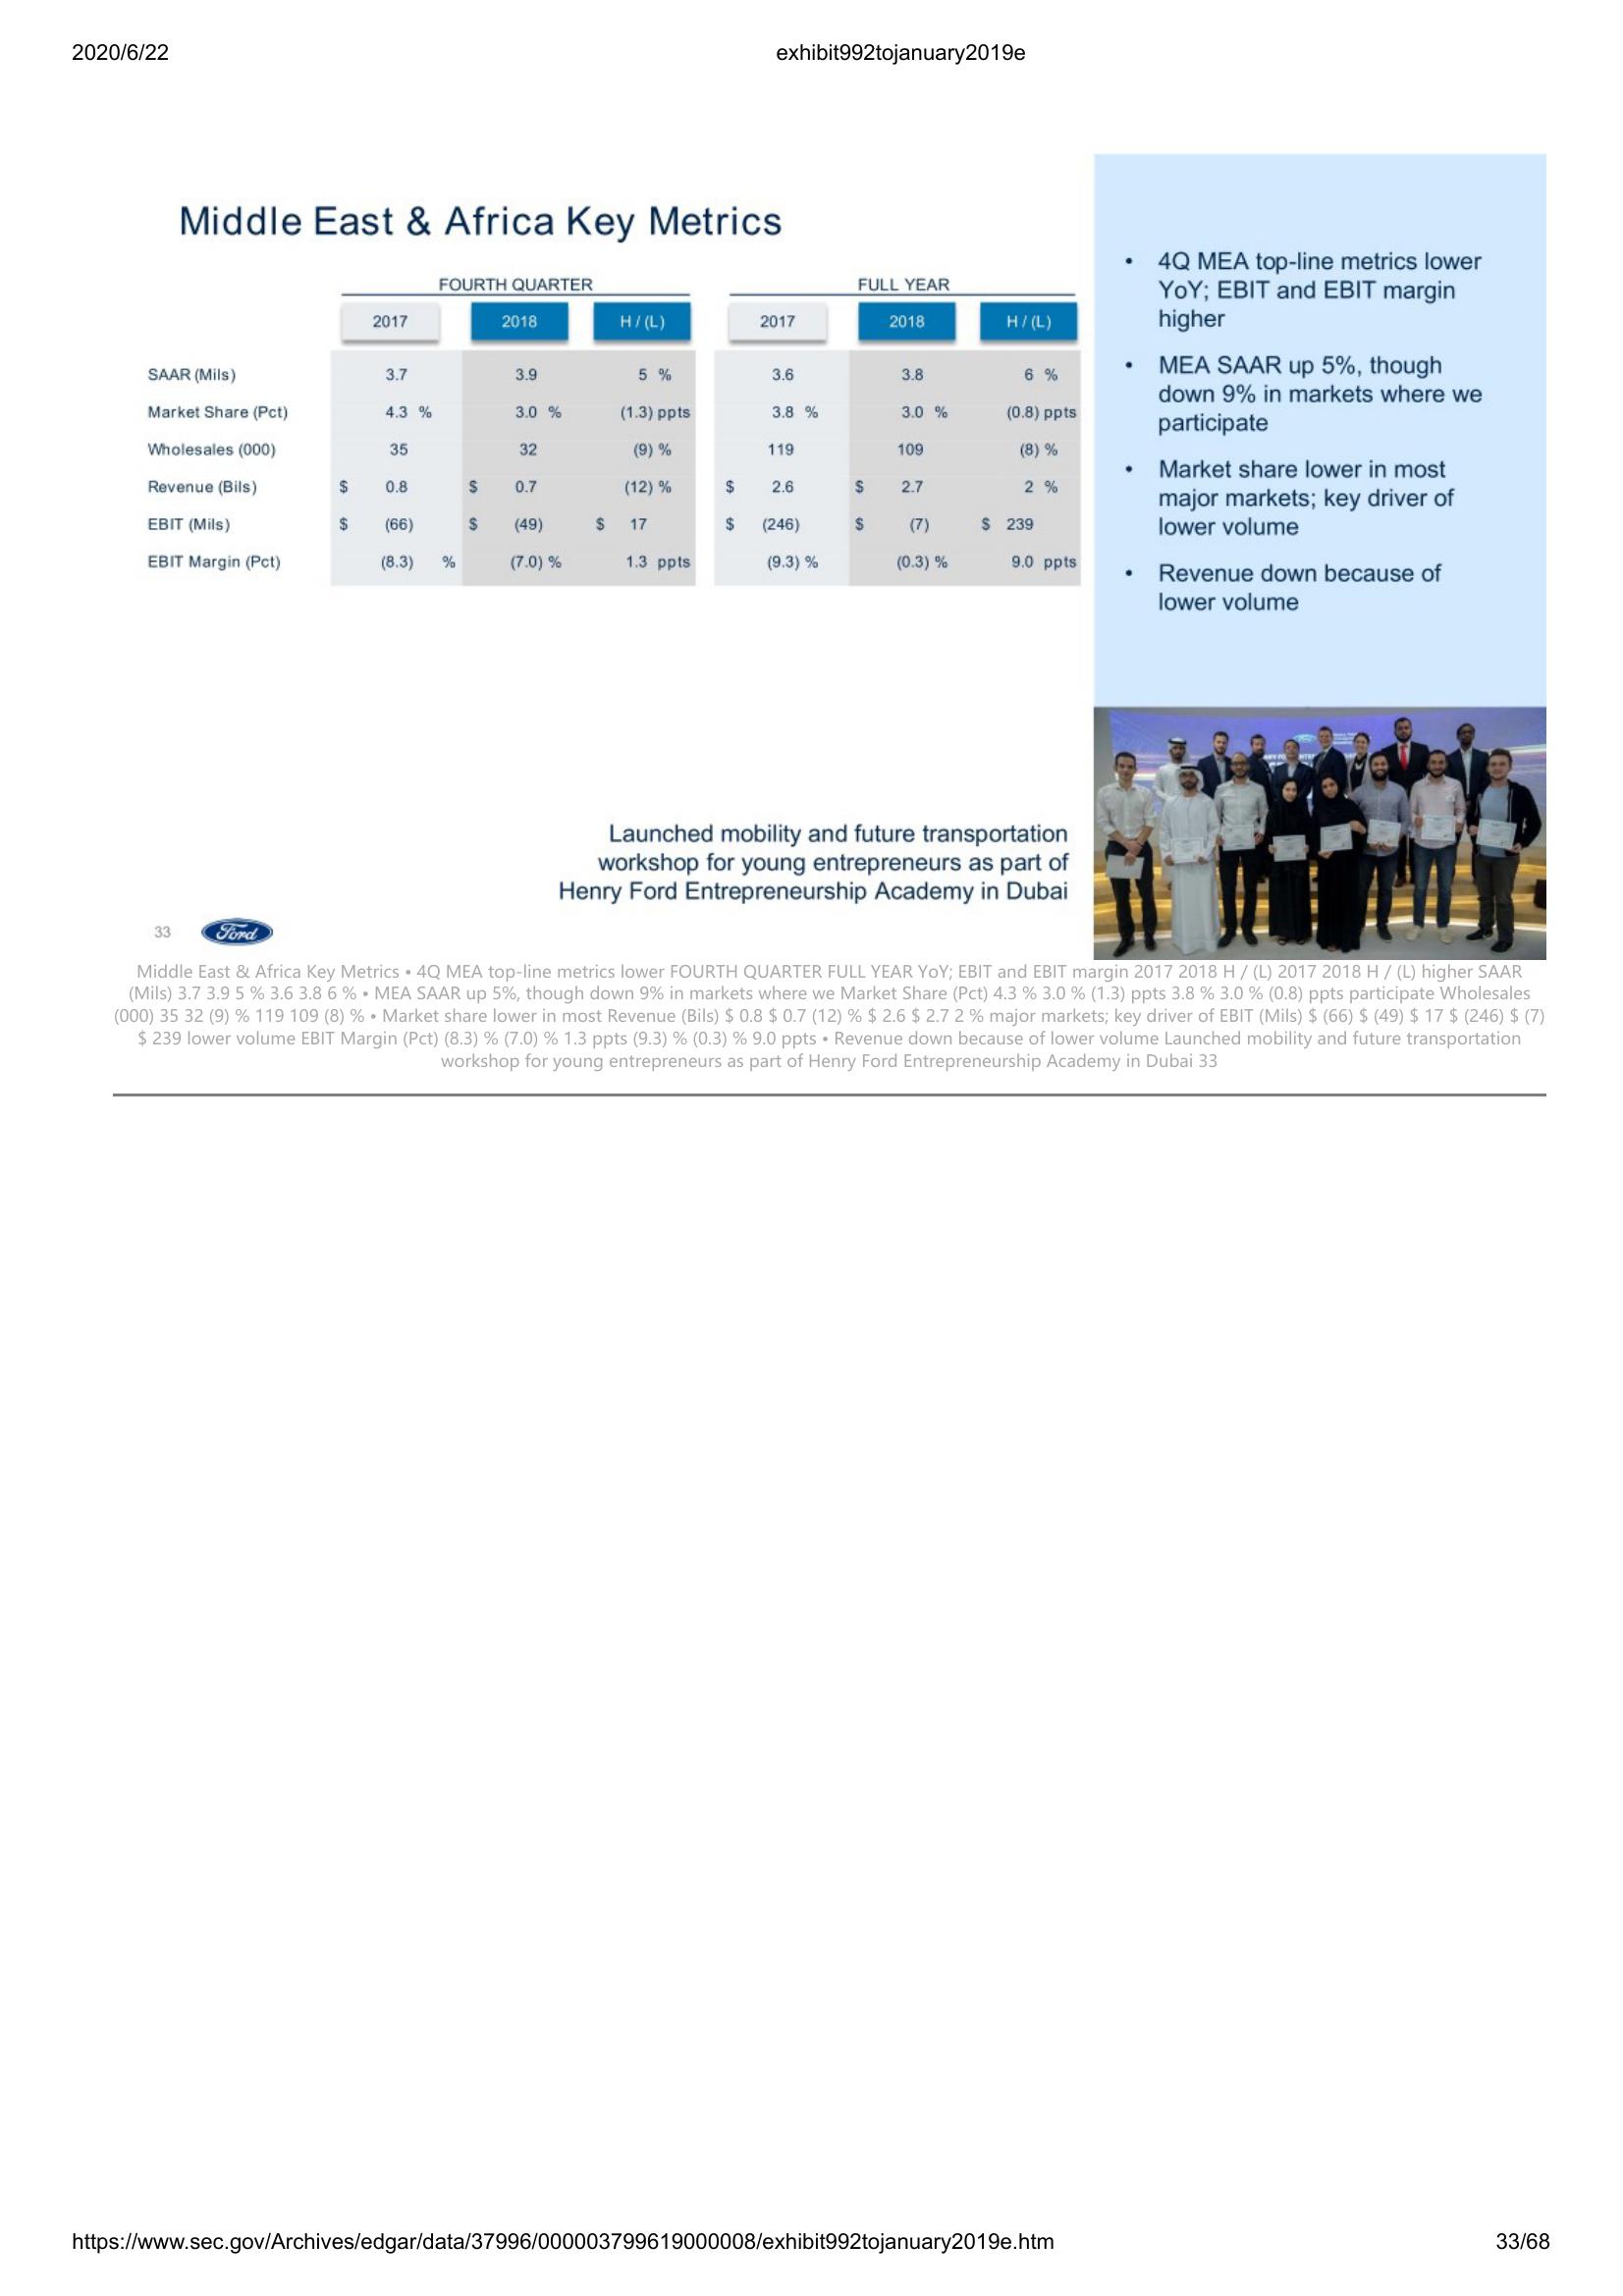 2020/6/22 exhibit992tojanuary2019e
Middle East & Africa Key Metrics
FOURTH QUARTER FULL YEAR
2017 2018 H / (L) 2017 2018 H / (L)
SAAR (Mils) 3.7 3.9 5 % 3.6 3.8 6 %
Market Share (Pct) 4.3 % 3.0 % (1.3) ppts 3.8 % 3.0 % (0.8) ppts
Wholesales (000) 35 32 (9) % 119 109 (8) %
Revenue (Bils) $ 0.8 $ 0.7 (12) % $ 2.6 $ 2.7 2 %
EBIT (Mils) $ (66) $ (49) $ 17 $ (246) $ (7) $ 239
EBIT Margin (Pct) (8.3) % (7.0) % 1.3 ppts (9.3) % (0.3) % 9.0 ppts
• 4Q MEA top-line metrics lower
YoY; EBIT and EBIT margin
higher
• MEA SAAR up 5%, though
down 9% in markets where we
participate
• Market share lower in most
major markets; key driver of
lower volume
• Revenue down because of
lower volume
Launched mobility and future transportation
workshop for young entrepreneurs as part of
Henry Ford Entrepreneurship Academy in Dubai
33 Ford
Middle East & Africa Key Metrics • 4Q MEA top-line metrics lower FOURTH QUARTER FULL YEAR YoY; EBIT and EBIT margin 2017 2018 H / (L) 2017 2018 H / (L) higher SAAR
(Mils) 3.7 3.9 5 % 3.6 3.8 6 % • MEA SAAR up 5%, though down 9% in markets where we Market Share (Pct) 4.3 % 3.0 % (1.3) ppts 3.8 % 3.0 % (0.8) ppts participate Wholesales
(000) 35 32 (9) % 119 109 (8) % • Market share lower in most Revenue (Bils) $ 0.8 $ 0.7 (12) % $ 2.6 $ 2.7 2 % major markets; key driver of EBIT (Mils) $ (66) $ (49) $ 17 $ (246) $ (7)
$ 239 lower volume EBIT Margin (Pct) (8.3) % (7.0) % 1.3 ppts (9.3) % (0.3) % 9.0 ppts • Revenue down because of lower volume Launched mobility and future transportation
workshop for young entrepreneurs as part of Henry Ford Entrepreneurship Academy in Dubai 33
https://www.sec.gov/Archives/edgar/data/37996/000003799619000008/exhibit992tojanuary2019e.htm 33/68